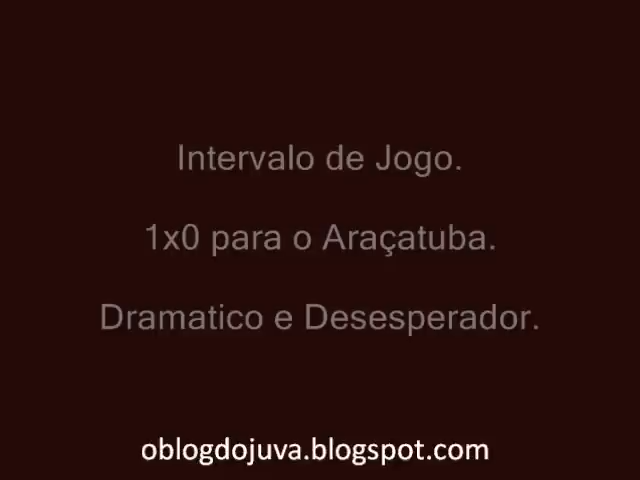 Intervalo de Jogo.
1x0 para o Araçatuba.
Dramatico e Desesperador.
oblogdojuva.blogspot.com